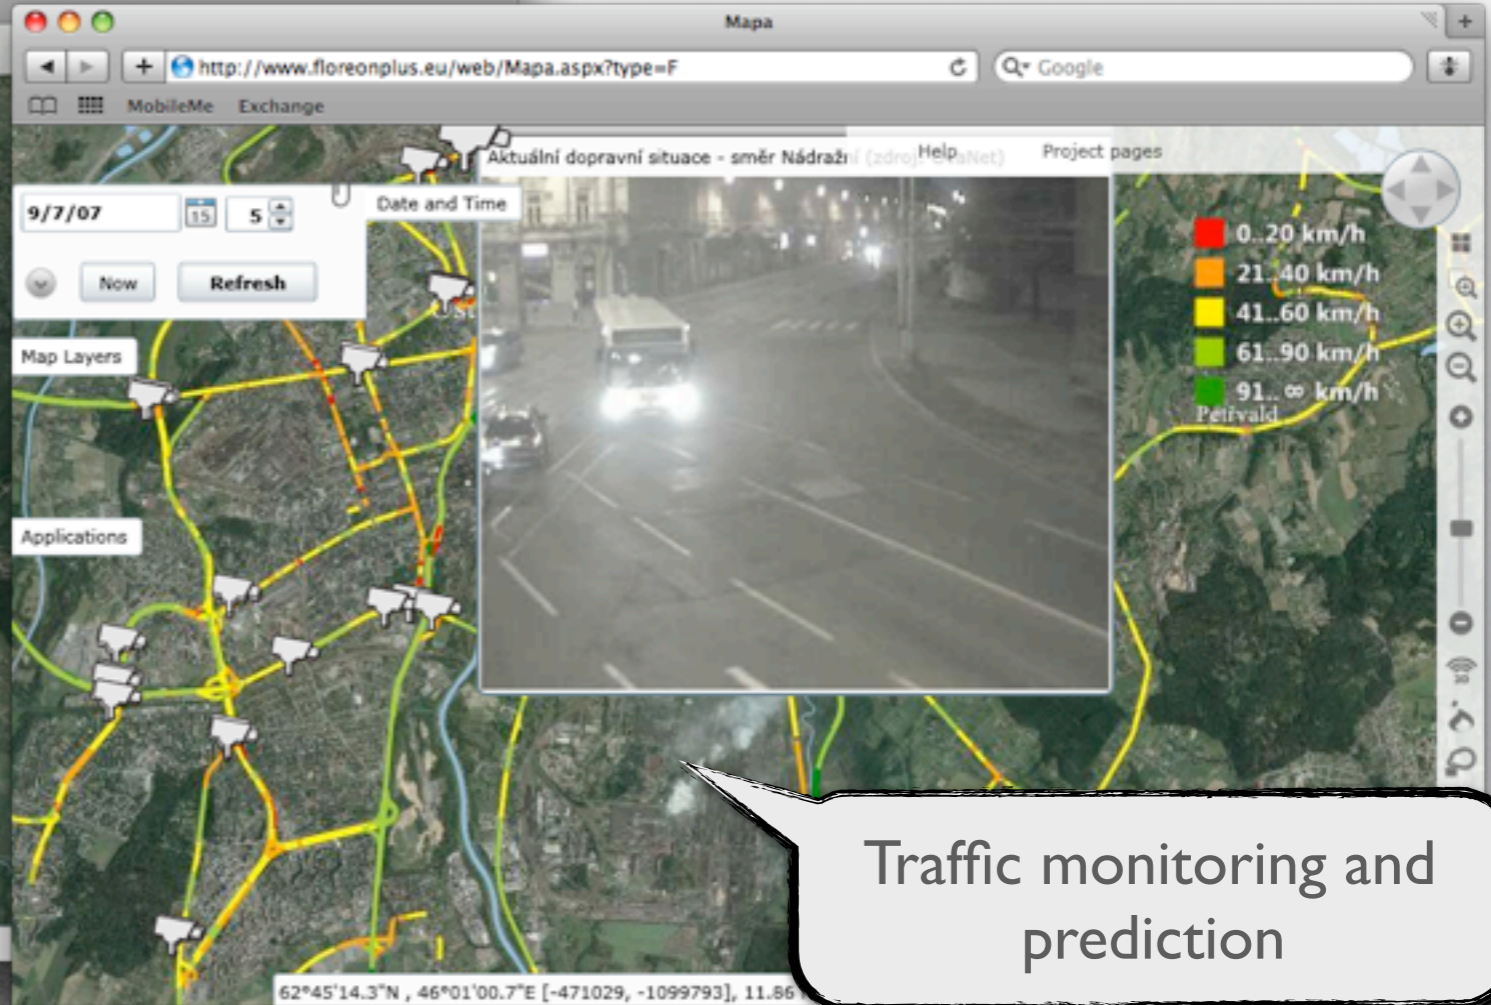 Mapa
http://www.floreonplus.eu/web/Mapa.aspx?type=F
Google
MobileMe Exchange
Aktuální dopravní situace - směr Nádražní (zdroj: OvaNet)
Help Project pages
9/7/07 15 5
Date and Time
Now Refresh
Map Layers
Applications
0..20 km/h
21..40 km/h
41..60 km/h
61..90 km/h
91.. ∞ km/h
Petřvald
Traffic monitoring and
prediction
62°45'14.3"N , 46°01'00.7"E [-471029, -1099793], 11.86